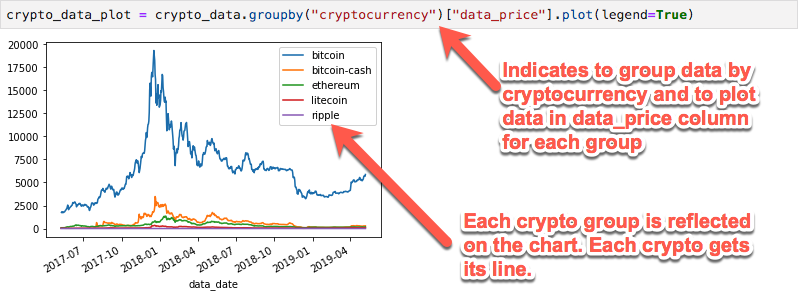 crypto_data_plot = crypto_data.groupby("cryptocurrency")["data_price"].plot(legend=True)
20000
17500
15000
12500
10000
7500
5000
2500
0
bitcoin
bitcoin-cash
ethereum
litecoin
ripple
2017-07
2017-10
2018-01
2018-04
2018-07
2018-10
2019-01
2019-04
data_date
Indicates to group data by
cryptocurrency and to plot
data in data_price column
for each group
Each crypto group is reflected
on the chart. Each crypto gets
its line.